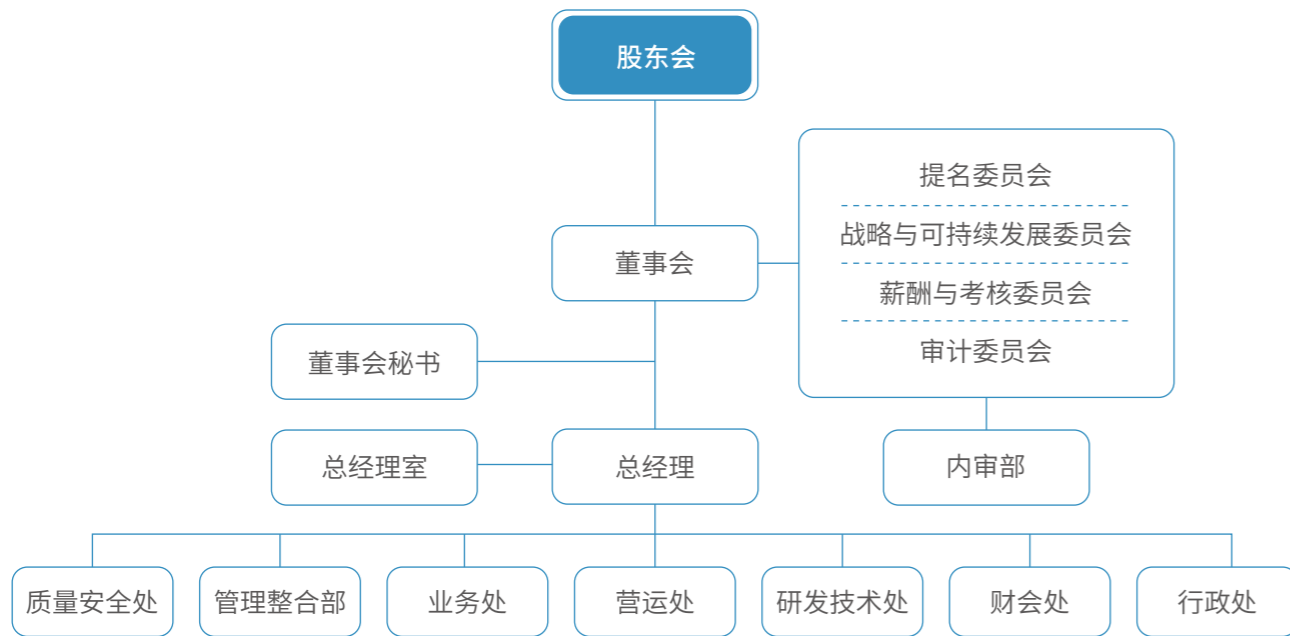 股东会
提名委员会
战略与可持续发展委员会
薪酬与考核委员会
审计委员会
董事会
董事会秘书
总经理室
总经理
内审部
质量安全处
管理整合部
业务处
营运处
研发技术处
财会处
行政处